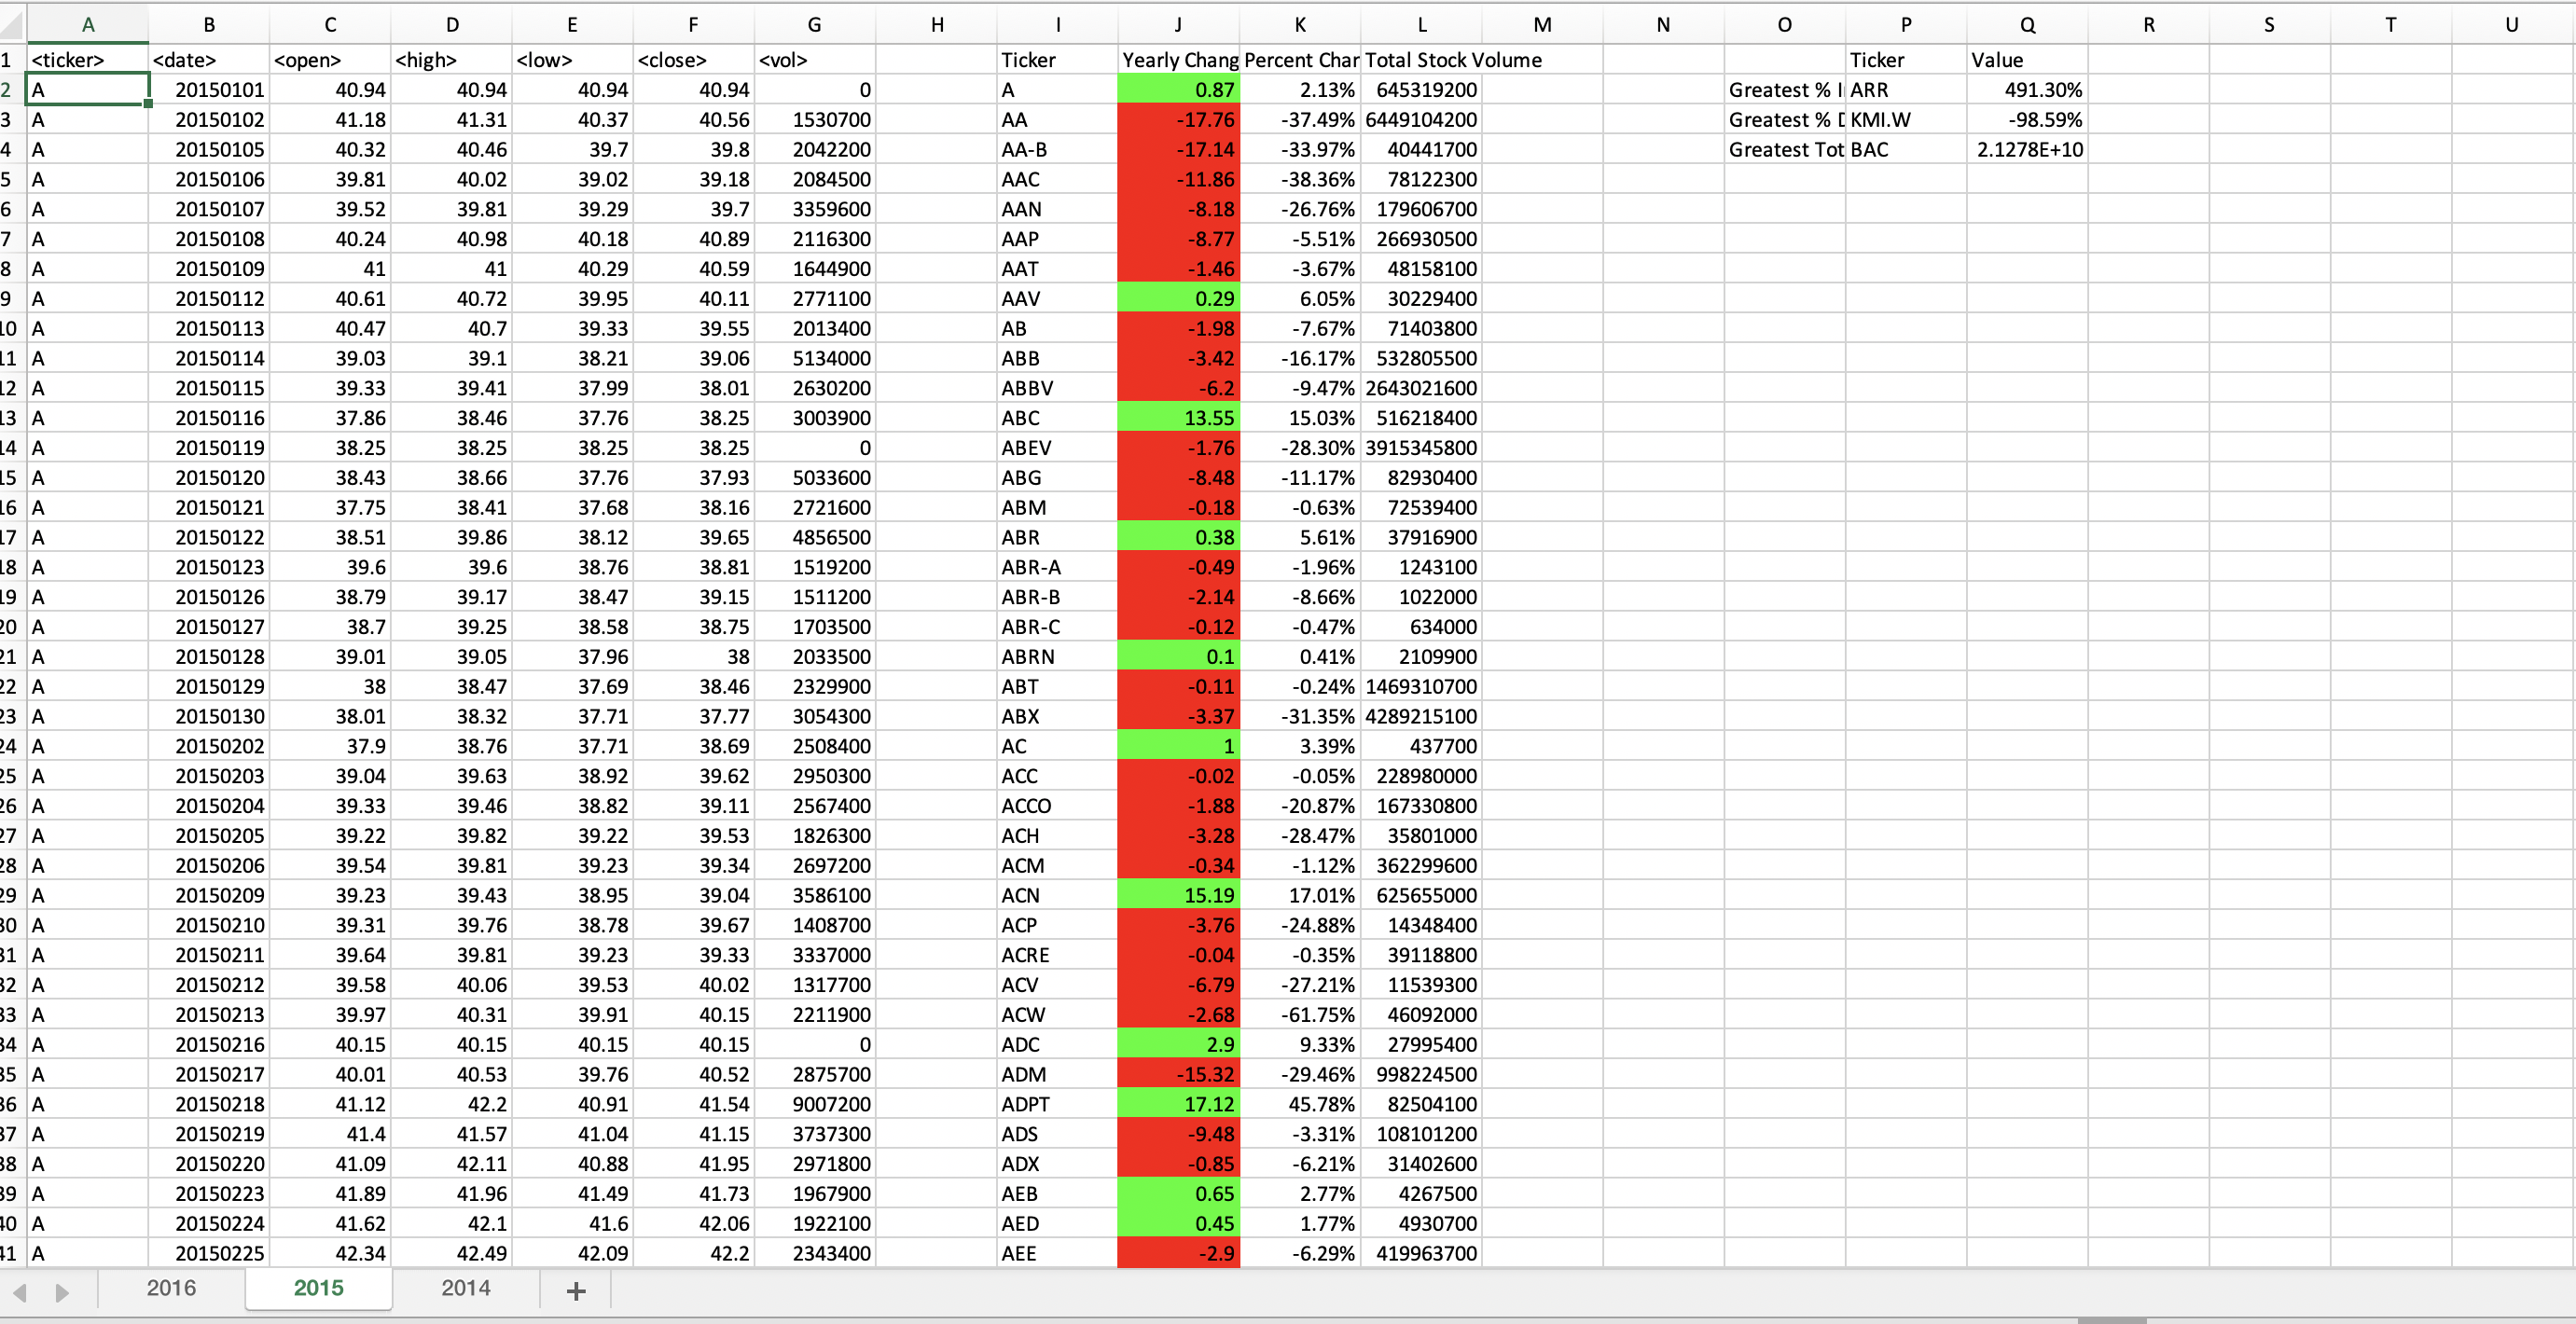 A B C D E F G H I J K L M N O P Q R S T U
1 <ticker> <date> <open> <high> <low> <close> <vol> Ticker Yearly Chang Percent Char Total Stock Volume Ticker Value
2 A 20150101 40.94 40.94 40.94 40.94 0 A 0.87 2.13% 645319200 Greatest % I ARR 491.30%
3 A 20150102 41.18 41.31 40.37 40.56 1530700 AA -17.76 -37.49% 6449104200 Greatest % D KMI.W -98.59%
4 A 20150105 40.32 40.46 39.7 39.8 2042200 AA-B -17.14 -33.97% 40441700 Greatest Tot BAC 2.1278E+10
5 A 20150106 39.81 40.02 39.02 39.18 2084500 AAC -11.86 -38.36% 78122300
6 A 20150107 39.52 39.81 39.29 39.7 3359600 AAN -8.18 -26.76% 179606700
7 A 20150108 40.24 40.98 40.18 40.89 2116300 AAP -8.77 -5.51% 266930500
8 A 20150109 41 41 40.29 40.59 1644900 AAT -1.46 -3.67% 48158100
9 A 20150112 40.61 40.72 39.95 40.11 2771100 AAV 0.29 6.05% 30229400
10 A 20150113 40.47 40.7 39.33 39.55 2013400 AB -1.98 -7.67% 71403800
11 A 20150114 39.03 39.1 38.21 39.06 5134000 ABB -3.42 -16.17% 532805500
12 A 20150115 39.33 39.41 37.99 38.01 2630200 ABBV -6.2 -9.47% 2643021600
13 A 20150116 37.86 38.46 37.76 38.25 3003900 ABC 13.55 15.03% 516218400
14 A 20150119 38.25 38.25 38.25 38.25 0 ABEV -1.76 -28.30% 3915345800
15 A 20150120 38.43 38.66 37.76 37.93 5033600 ABG -8.48 -11.17% 82930400
16 A 20150121 37.75 38.41 37.68 38.16 2721600 ABM -0.18 -0.63% 72539400
17 A 20150122 38.51 39.86 38.12 39.65 4856500 ABR 0.38 5.61% 37916900
18 A 20150123 39.6 39.6 38.76 38.81 1519200 ABR-A -0.49 -1.96% 1243100
19 A 20150126 38.79 39.17 38.47 39.15 1511200 ABR-B -2.14 -8.66% 1022000
20 A 20150127 38.7 39.25 38.58 38.75 1703500 ABR-C -0.12 -0.47% 634000
21 A 20150128 39.01 39.05 37.96 38 2033500 ABRN 0.1 0.41% 2109900
22 A 20150129 38 38.47 37.69 38.46 2329900 ABT -0.11 -0.24% 1469310700
23 A 20150130 38.01 38.32 37.71 37.77 3054300 ABX -3.37 -31.35% 4289215100
24 A 20150202 37.9 38.76 37.71 38.69 2508400 AC 1 3.39% 437700
25 A 20150203 39.04 39.63 38.92 39.62 2950300 ACC -0.02 -0.05% 228980000
26 A 20150204 39.33 39.46 38.82 39.11 2567400 ACCO -1.88 -20.87% 167330800
27 A 20150205 39.22 39.82 39.22 39.53 1826300 ACH -3.28 -28.47% 35801000
28 A 20150206 39.54 39.81 39.23 39.34 2697200 ACM -0.34 -1.12% 362299600
29 A 20150209 39.23 39.43 38.95 39.04 3586100 ACN 15.19 17.01% 625655000
30 A 20150210 39.31 39.76 38.78 39.67 1408700 ACP -3.76 -24.88% 14348400
31 A 20150211 39.64 39.81 39.23 39.33 3337000 ACRE -0.04 -0.35% 39118800
32 A 20150212 39.58 40.06 39.53 40.02 1317700 ACV -6.79 -27.21% 11539300
33 A 20150213 39.97 40.31 39.91 40.15 2211900 ACW -2.68 -61.75% 46092000
34 A 20150216 40.15 40.15 40.15 40.15 0 ADC 2.9 9.33% 27995400
35 A 20150217 40.01 40.53 39.76 40.52 2875700 ADM -15.32 -29.46% 998224500
36 A 20150218 41.12 42.2 40.91 41.54 9007200 ADPT 17.12 45.78% 82504100
37 A 20150219 41.4 41.57 41.04 41.15 3737300 ADS -9.48 -3.31% 108101200
38 A 20150220 41.09 42.11 40.88 41.95 2971800 ADX -0.85 -6.21% 31402600
39 A 20150223 41.89 41.96 41.49 41.73 1967900 AEB 0.65 2.77% 4267500
40 A 20150224 41.62 42.1 41.6 42.06 1922100 AED 0.45 1.77% 4930700
41 A 20150225 42.34 42.49 42.09 42.2 2343400 AEE -2.9 -6.29% 419963700
2016 2015 2014 +